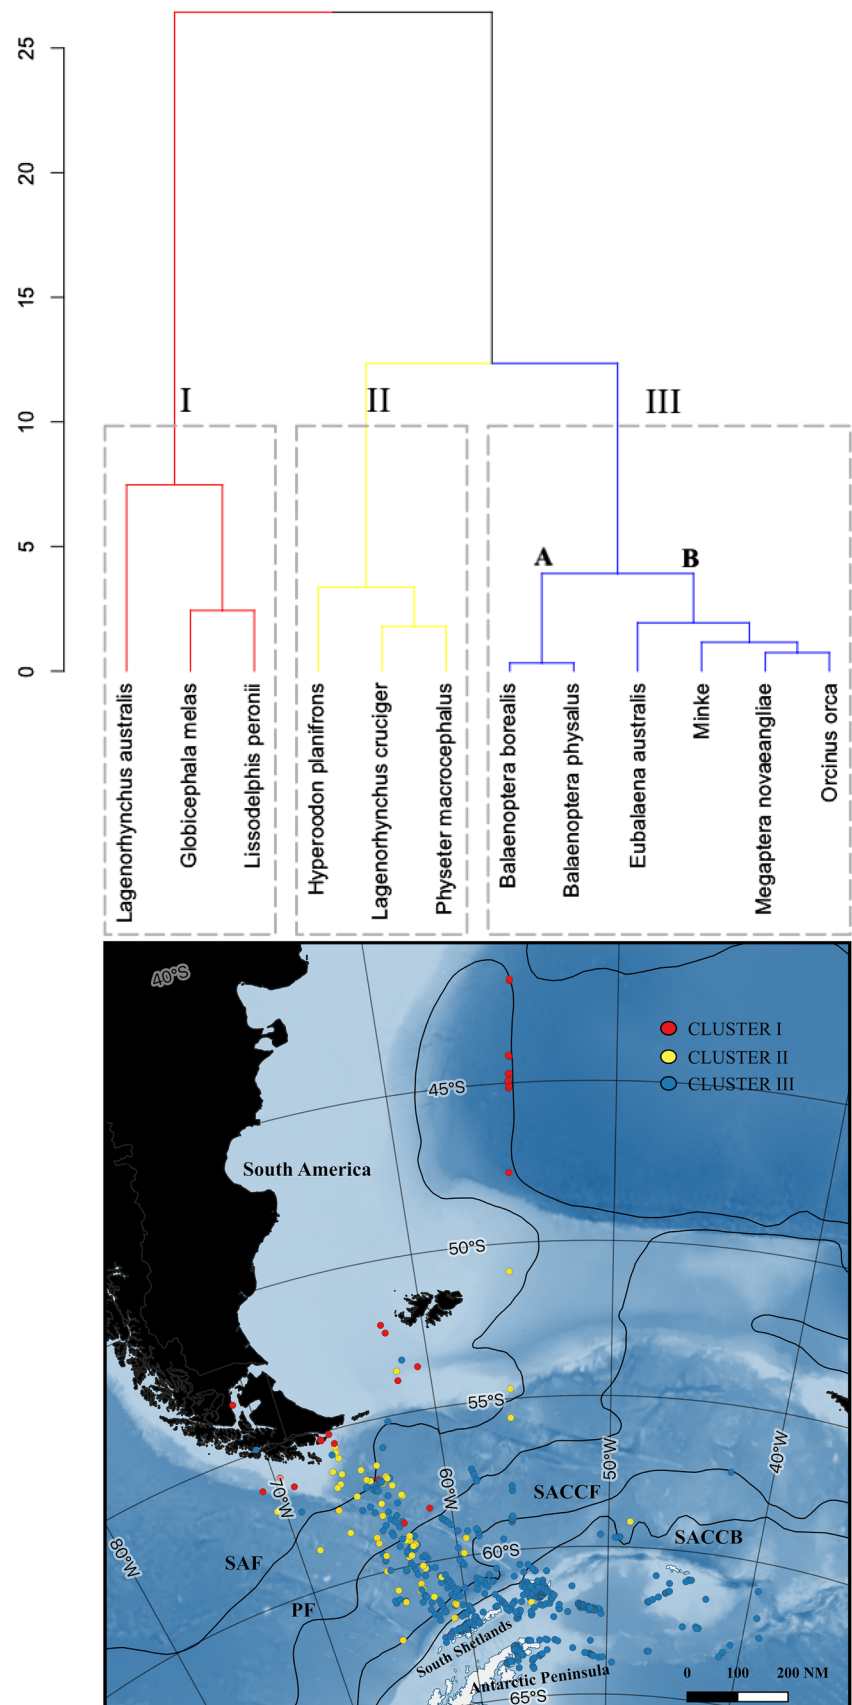 25
20
15
10
5
0
I
II
III
A
B
Lagenorhynchus australis
Globicephala melas
Lissodelphis peronii
Hyperoodon planifrons
Lagenorhynchus cruciger
Physeter macrocephalus
Balaenoptera borealis
Balaenoptera physalus
Eubalaena australis
Minke
Megaptera novaeangliae
Orcinus orca
40°S
CLUSTER I
CLUSTER II
CLUSTER III
45°S
South America
50°S
55°S
50°W
40°W
60°W
70°W
SACCF
SACCB
80°W
SAF
60°S
PF
South Shetlands
Antarctic Peninsula
0 100 200 NM
65°S